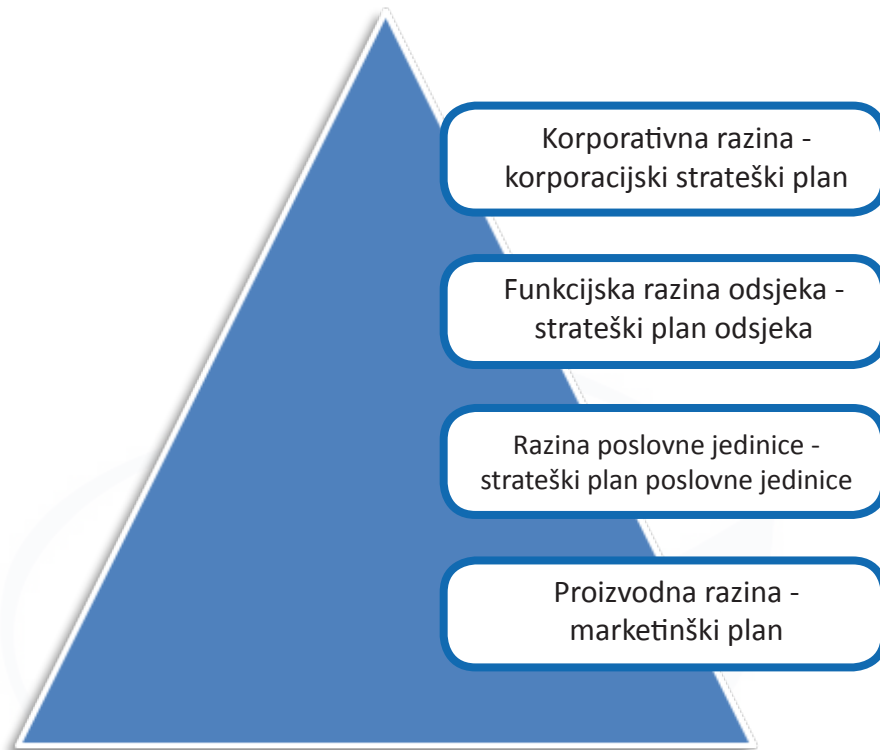 Korporativna razina -
korporacijski strateški plan
Funkcijska razina odsjeka -
strateški plan odsjeka
Razina poslovne jedinice -
strateški plan poslovne jedinice
Proizvodna razina -
marketinški plan